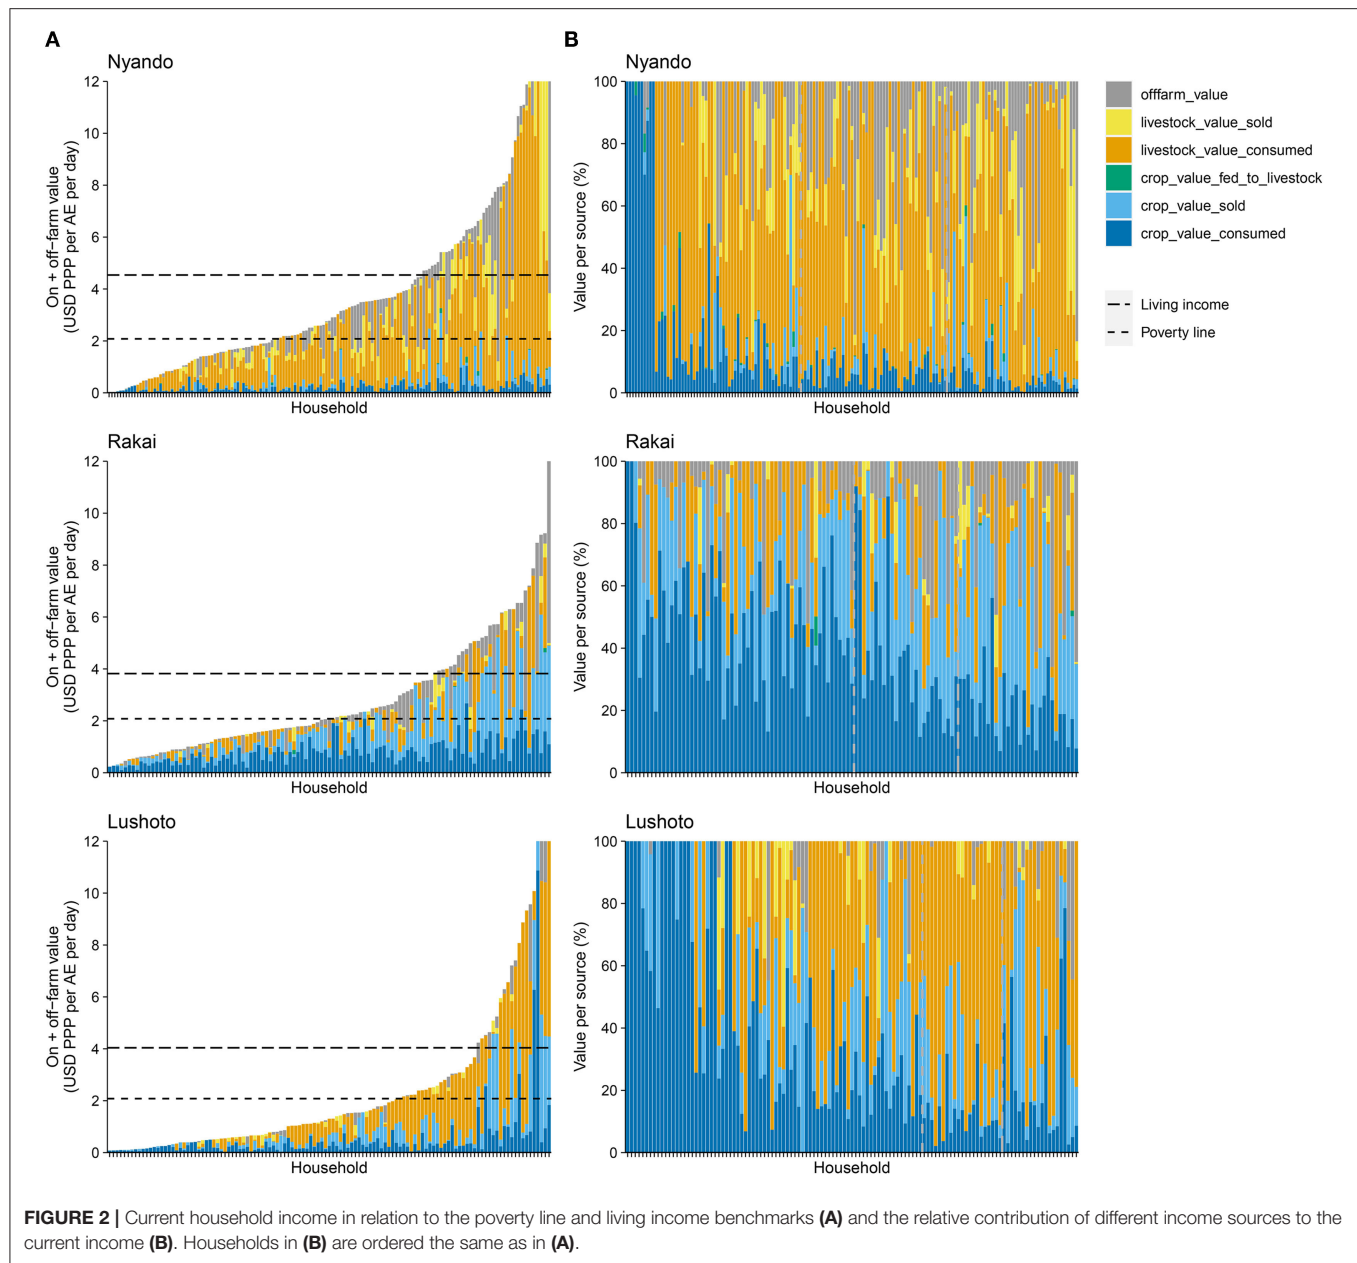 A
B
Nyando
12
10
8
6
4
2
0
On + off−farm value
(USD PPP per AE per day)
Household
Nyando
100
80
60
40
20
0
Value per source (%)
Household
offfarm_value
livestock_value_sold
livestock_value_consumed
crop_value_fed_to_livestock
crop_value_sold
crop_value_consumed
Living income
Poverty line
Rakai
12
10
8
6
4
2
0
On + off−farm value
(USD PPP per AE per day)
Household
Rakai
100
80
60
40
20
0
Value per source (%)
Household
Lushoto
12
10
8
6
4
2
0
On + off−farm value
(USD PPP per AE per day)
Household
Lushoto
100
80
60
40
20
0
Value per source (%)
Household
FIGURE 2 | Current household income in relation to the poverty line and living income benchmarks (A) and the relative contribution of different income sources to the
current income (B). Households in (B) are ordered the same as in (A).